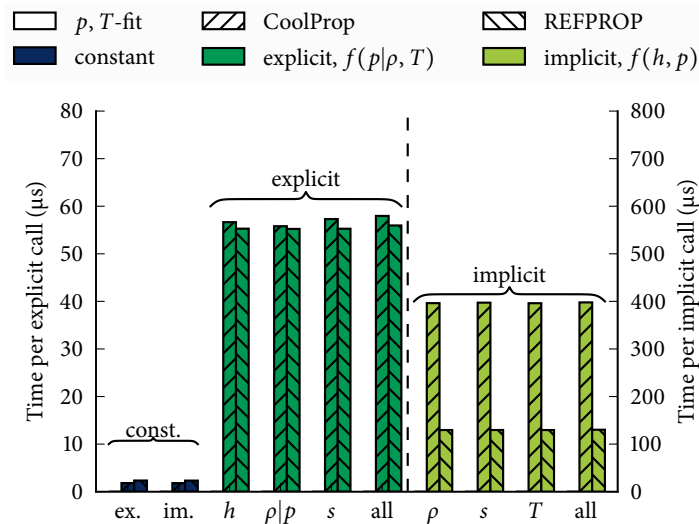 p, T-fit CoolProp REFPROP
constant explicit, f(p|ρ, T) implicit, f(h, p)
80 800
70 700
60 600
50 500
40 400
30 300
20 200
10 100
0 0
Time per explicit call (µs)
Time per implicit call (µs)
explicit
implicit
const.
ex. im. h ρ|p s all ρ s T all